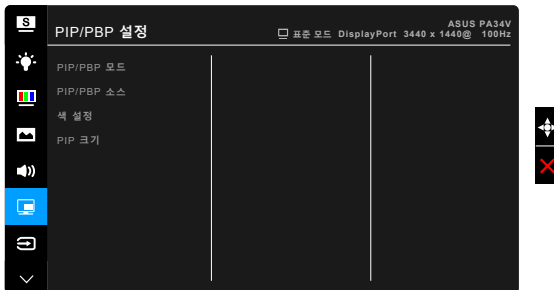 S
PIP/PBP 설정
ASUS PA34V
표준 모드 DisplayPort 3440 x 1440@ 100Hz
PIP/PBP 모드
PIP/PBP 소스
색 설정
PIP 크기